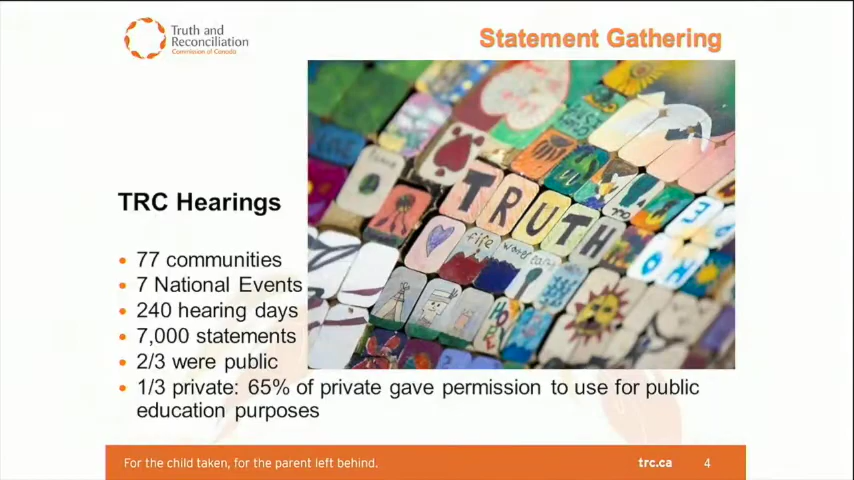 Truth and
Reconciliation
Commission of Canada
Statement Gathering
TRUTH
fire
water
TRC Hearings
• 77 communities
• 7 National Events
• 240 hearing days
• 7,000 statements
• 2/3 were public
• 1/3 private: 65% of private gave permission to use for public
education purposes
For the child taken, for the parent left behind.
trc.ca
4